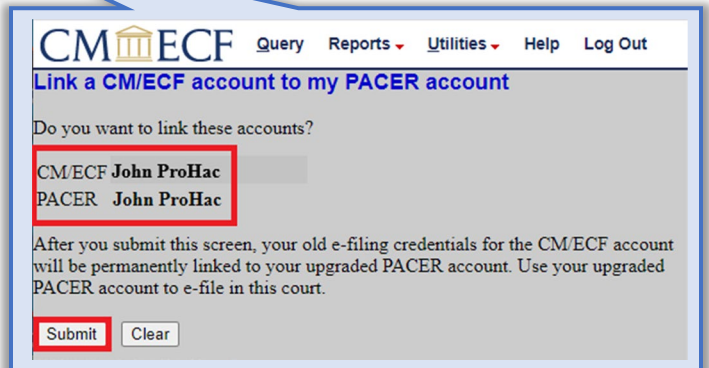 CM ECF Query Reports Utilities Help Log Out
Link a CM/ECF account to my PACER account
Do you want to link these accounts?
CM/ECF John ProHac
PACER John ProHac
After you submit this screen, your old e-filing credentials for the CM/ECF account
will be permanently linked to your upgraded PACER account. Use your upgraded
PACER account to e-file in this court.
Submit Clear